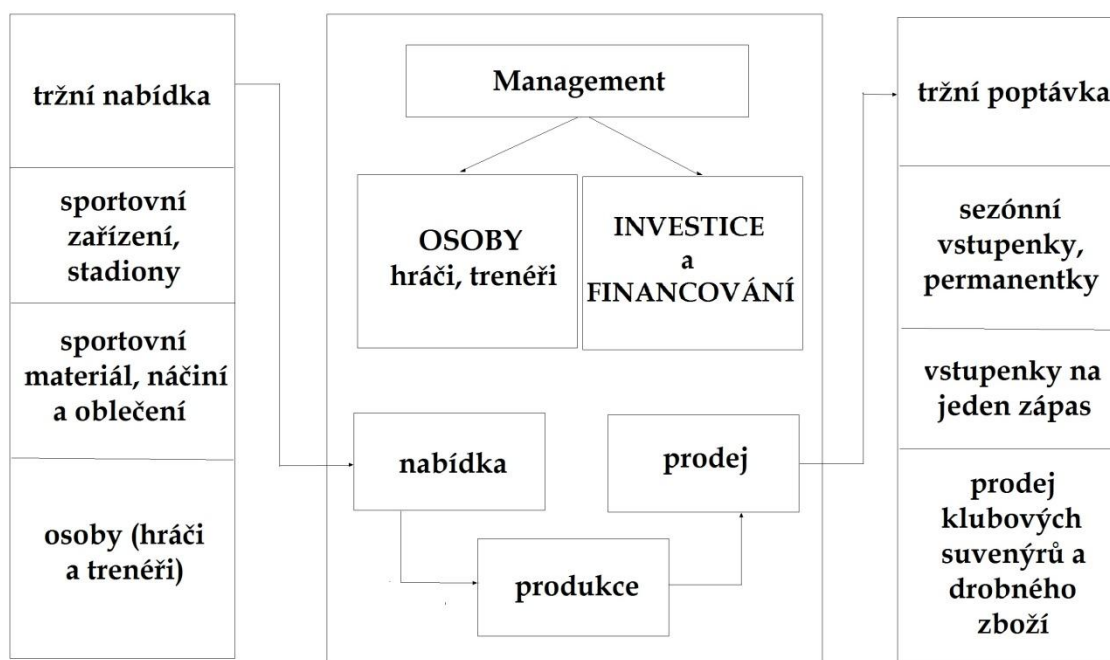 tržní nabídka
sportovní
zařízení,
stadiony
sportovní
materiál, náčiní
a oblečení
osoby (hráči
a trenéři)
Management
OSOBY
hráči, trenéři
INVESTICE
a
FINANCOVÁNÍ
nabídka
prodej
produkce
tržní poptávka
sezónní
vstupenky,
permanentky
vstupenky na
jeden zápas
prodej
klubových
suvenýrů a
drobného
zboží